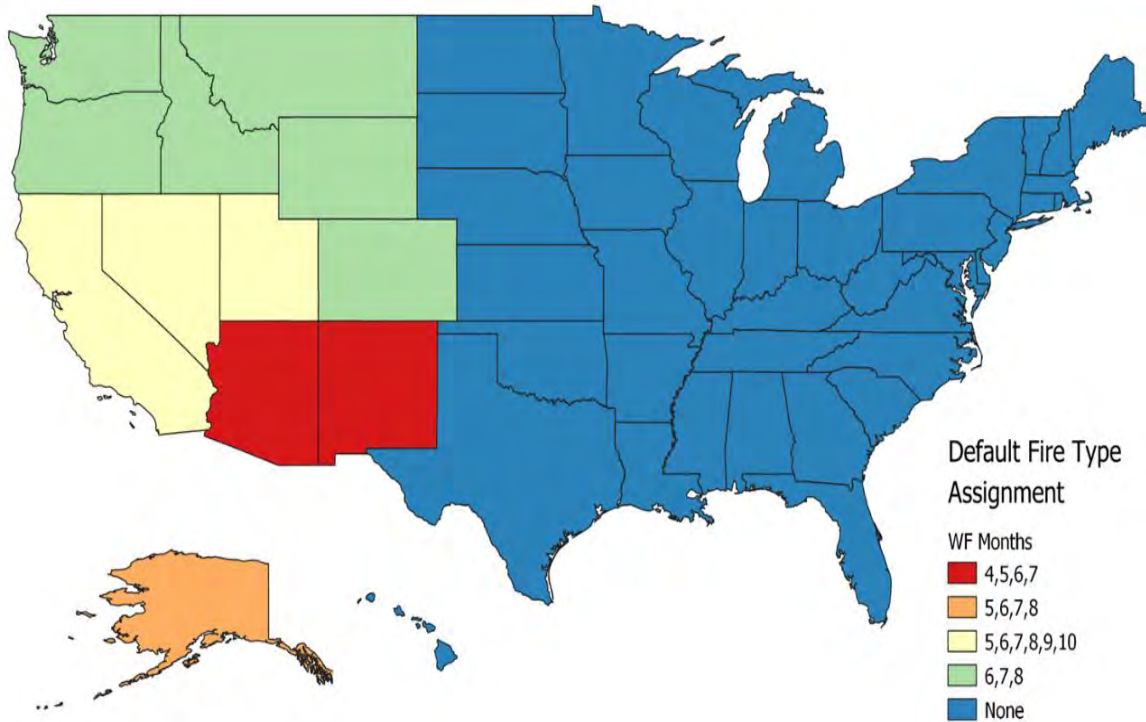 Default Fire Type
Assignment
WF Months
4,5,6,7
5,6,7,8
5,6,7,8,9,10
6,7,8
None